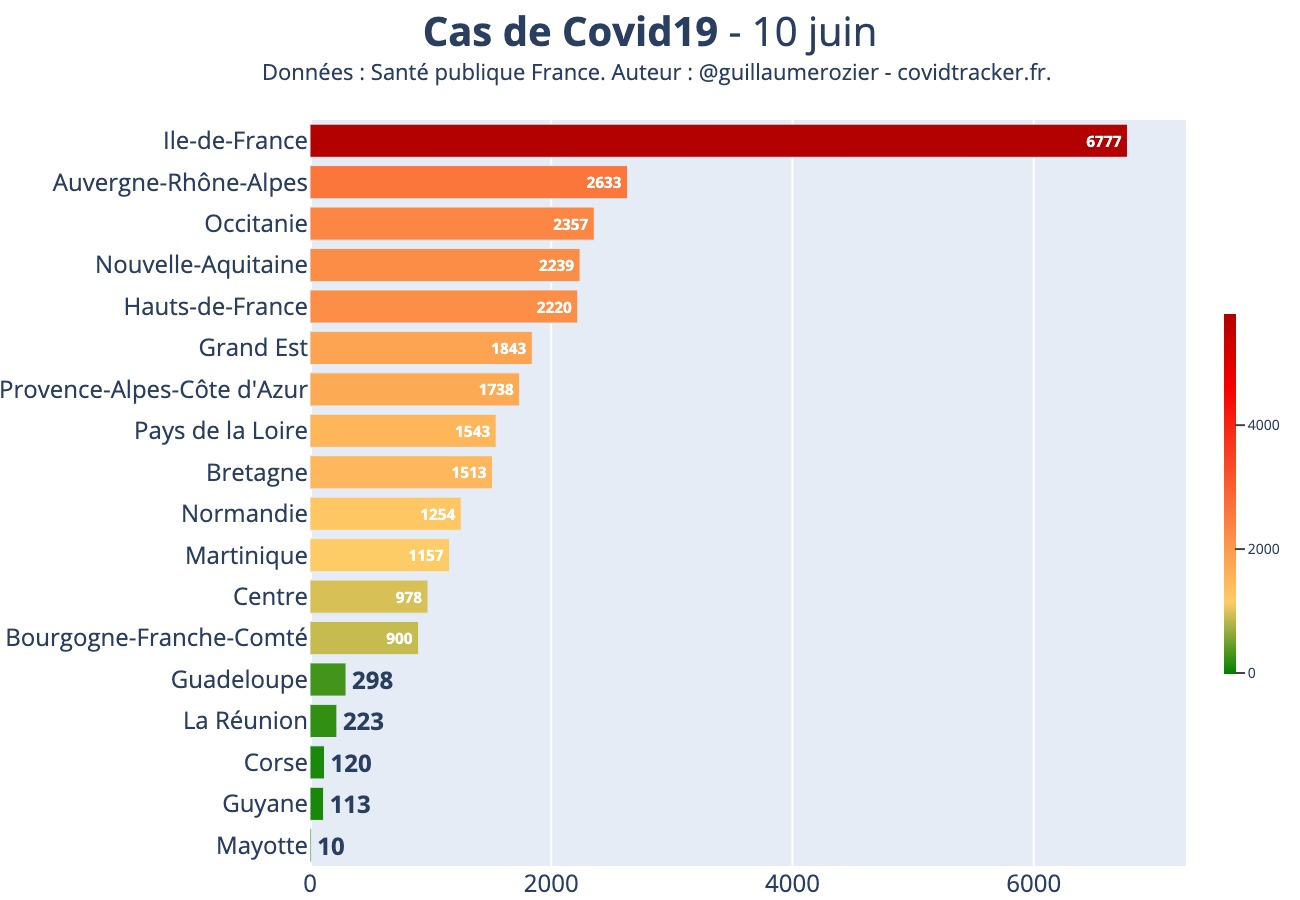 Cas de Covid19 - 10 juin
Données : Santé publique France. Auteur : @guillaumerozier - covidtracker.fr.
Ile-de-France 6777
Auvergne-Rhône-Alpes 2633
Occitanie 2357
Nouvelle-Aquitaine 2239
Hauts-de-France 2220
Grand Est 1843
Provence-Alpes-Côte d'Azur 1738
Pays de la Loire 1543
Bretagne 1513
Normandie 1254
Martinique 1157
Centre 978
Bourgogne-Franche-Comté 900
Guadeloupe 298
La Réunion 223
Corse 120
Guyane 113
Mayotte 10
0 2000 4000 6000
4000
2000
0